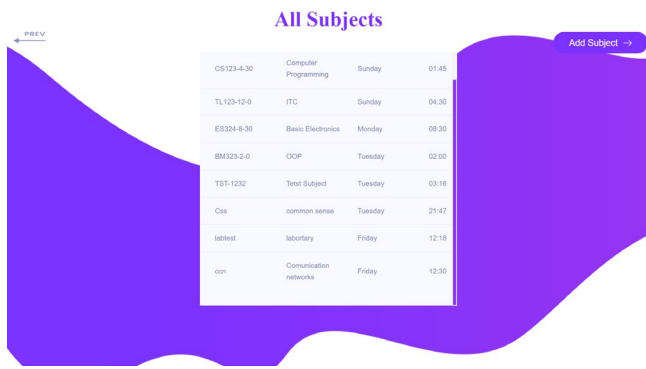 All Subjects
PREV
Add Subject →
CS123-4-30 Computer Programming Sunday 01:45
TL123-12-0 ITC Sunday 04:30
ES324-8-30 Basic Electronics Monday 08:30
BM323-2-0 OOP Tuesday 02:00
TST-1232 Tetst Subject Tuesday 03:16
Css common sense Tuesday 21:47
labtest labortary Friday 12:18
ccn Comunication networks Friday 12:30